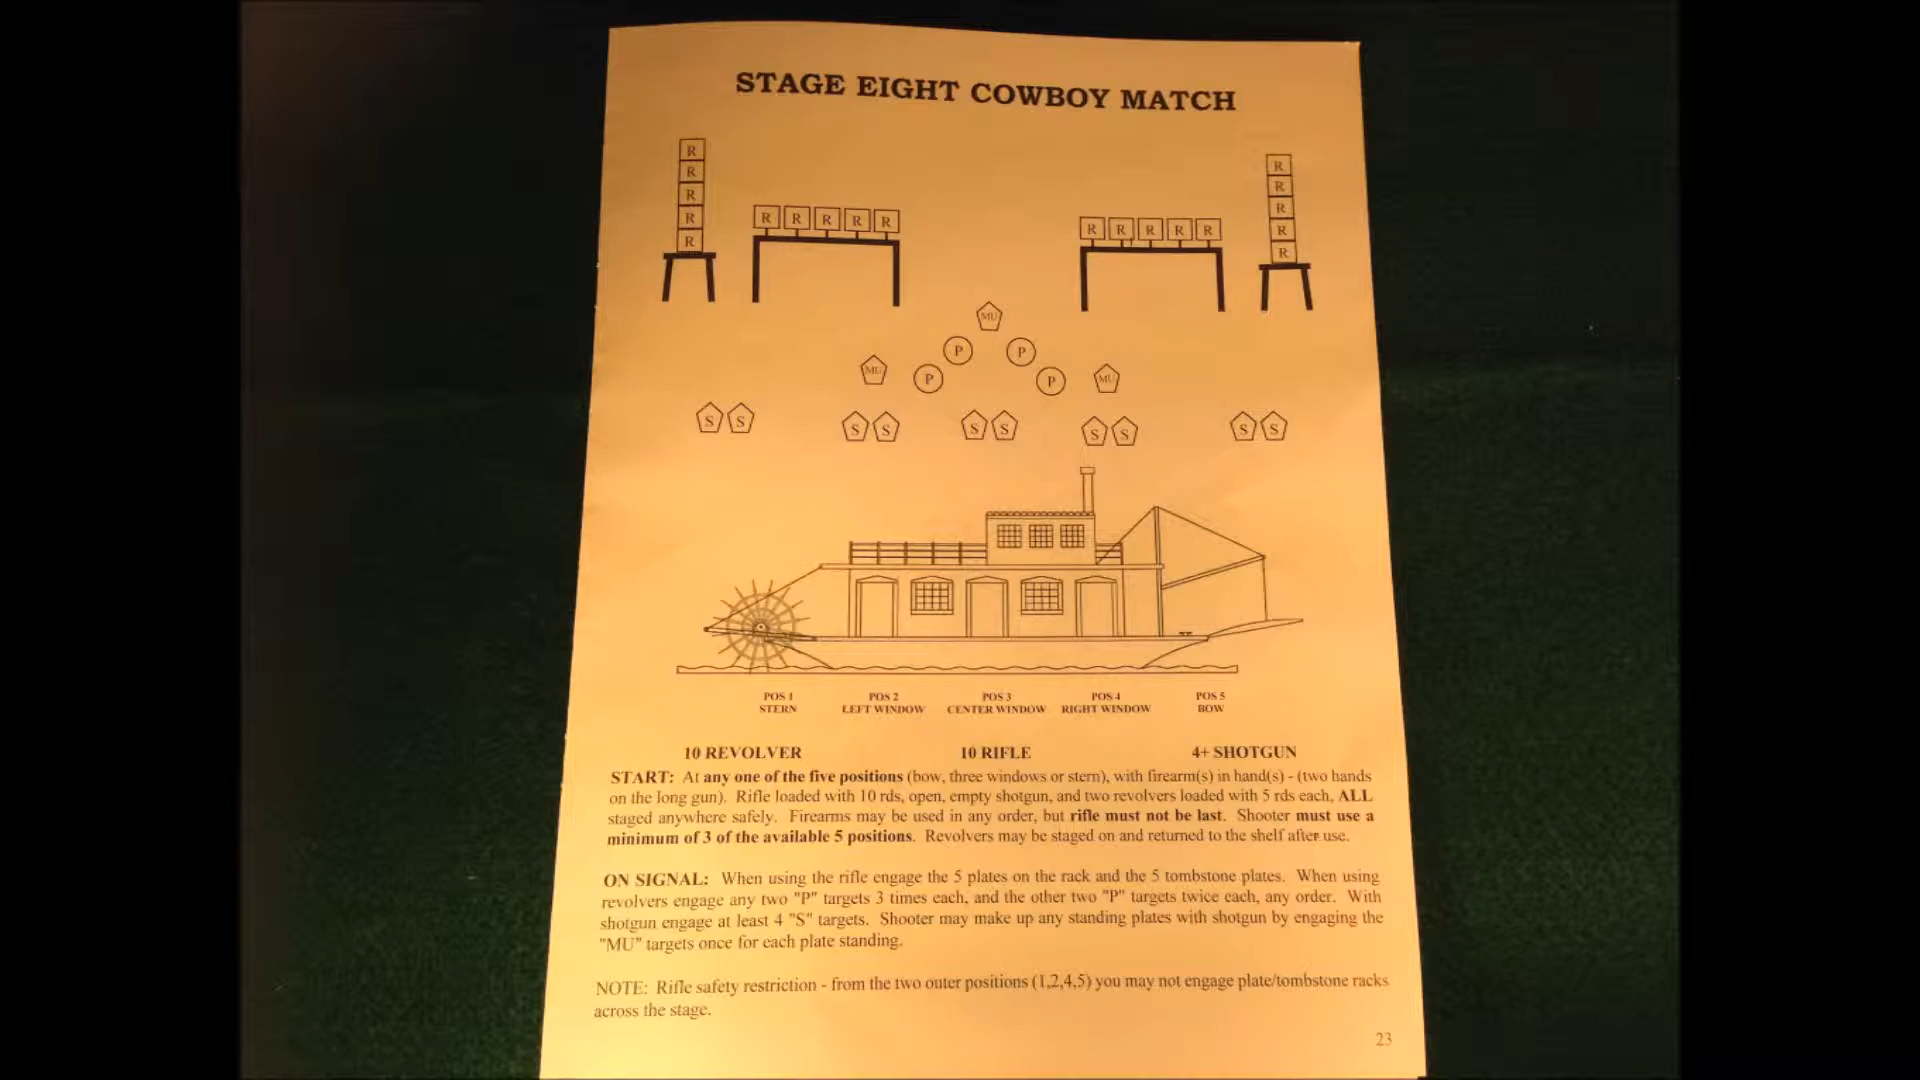 STAGE EIGHT COWBOY MATCH
R
R
R
R
R
R R R R R
R R R R R
R
R
R
R
R
MU
P P
MU P P MU
S S S S S S S S S S
POS 1 POS 2 POS 3 POS 4 POS 5
STERN LEFT WINDOW CENTER WINDOW RIGHT WINDOW BOW
10 REVOLVER 10 RIFLE 4+ SHOTGUN
START: At any one of the five positions (bow, three windows or stern), with firearm(s) in hand(s) - (two hands
on the long gun). Rifle loaded with 10 rds, open, empty shotgun, and two revolvers loaded with 5 rds each, ALL
staged anywhere safely. Firearms may be used in any order, but rifle must not be last. Shooter must use a
minimum of 3 of the available 5 positions. Revolvers may be staged on and returned to the shelf after use.
ON SIGNAL: When using the rifle engage the 5 plates on the rack and the 5 tombstone plates. When using
revolvers engage any two "P" targets 3 times each, and the other two "P" targets twice each, any order. With
shotgun engage at least 4 "S" targets. Shooter may make up any standing plates with shotgun by engaging the
"MU" targets once for each plate standing.
NOTE: Rifle safety restriction - from the two outer positions (1,2,4,5) you may not engage plate/tombstone racks
across the stage.
23